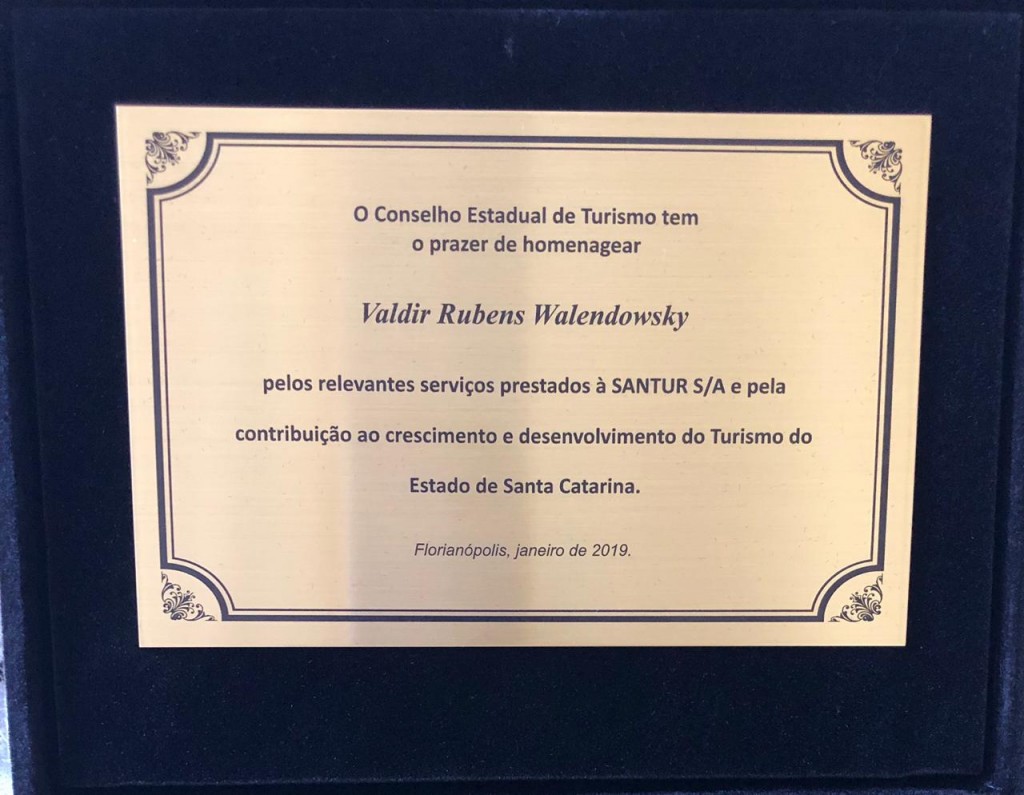 O Conselho Estadual de Turismo tem
o prazer de homenagear
Valdir Rubens Walendowsky
pelos relevantes serviços prestados à SANTUR S/A e pela
contribuição ao crescimento e desenvolvimento do Turismo do
Estado de Santa Catarina.
Florianópolis, janeiro de 2019.